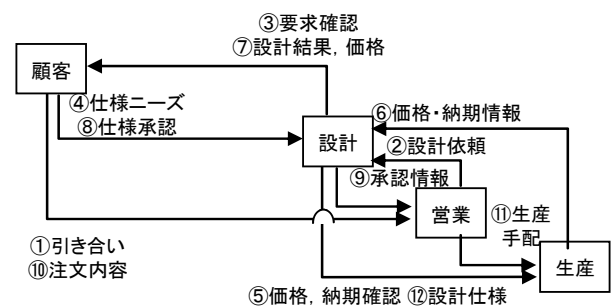 ③要求確認
⑦設計結果，価格
顧客
④仕様ニーズ
⑧仕様承認
⑥価格・納期情報
設計
②設計依頼
⑨承認情報
営業
⑪生産
手配
①引き合い
⑩注文内容
生産
⑤価格，納期確認 ⑫設計仕様